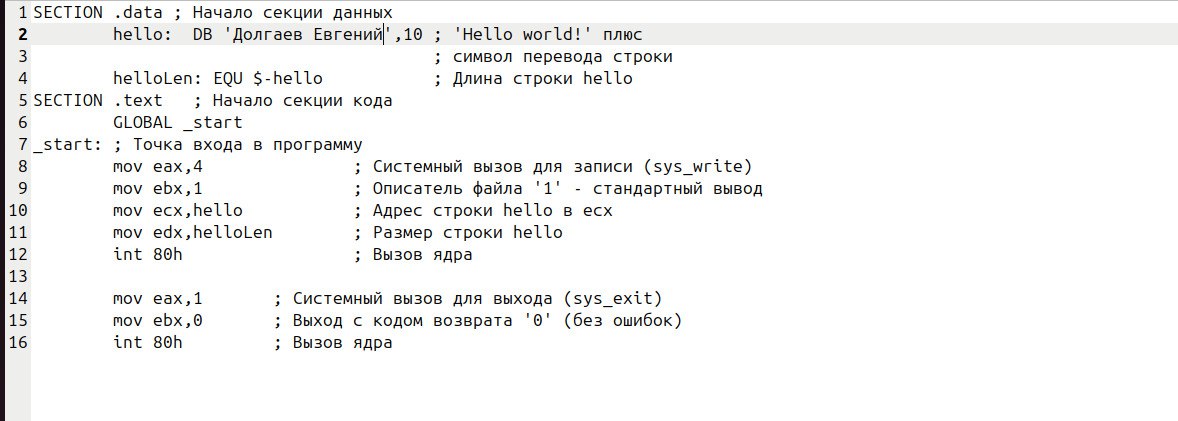 1 SECTION .data ; Начало секции данных
2         hello:  DB 'Долгаев Евгений',10 ; 'Hello world!' плюс
3                                         ; символ перевода строки
4         helloLen: EQU $-hello           ; Длина строки hello
5 SECTION .text   ; Начало секции кода
6         GLOBAL _start
7 _start: ; Точка входа в программу
8         mov eax,4               ; Системный вызов для записи (sys_write)
9         mov ebx,1               ; Описатель файла '1' - стандартный вывод
10         mov ecx,hello           ; Адрес строки hello в ecx
11         mov edx,helloLen        ; Размер строки hello
12         int 80h                 ; Вызов ядра
13
14         mov eax,1       ; Системный вызов для выхода (sys_exit)
15         mov ebx,0       ; Выход с кодом возврата '0' (без ошибок)
16         int 80h         ; Вызов ядра